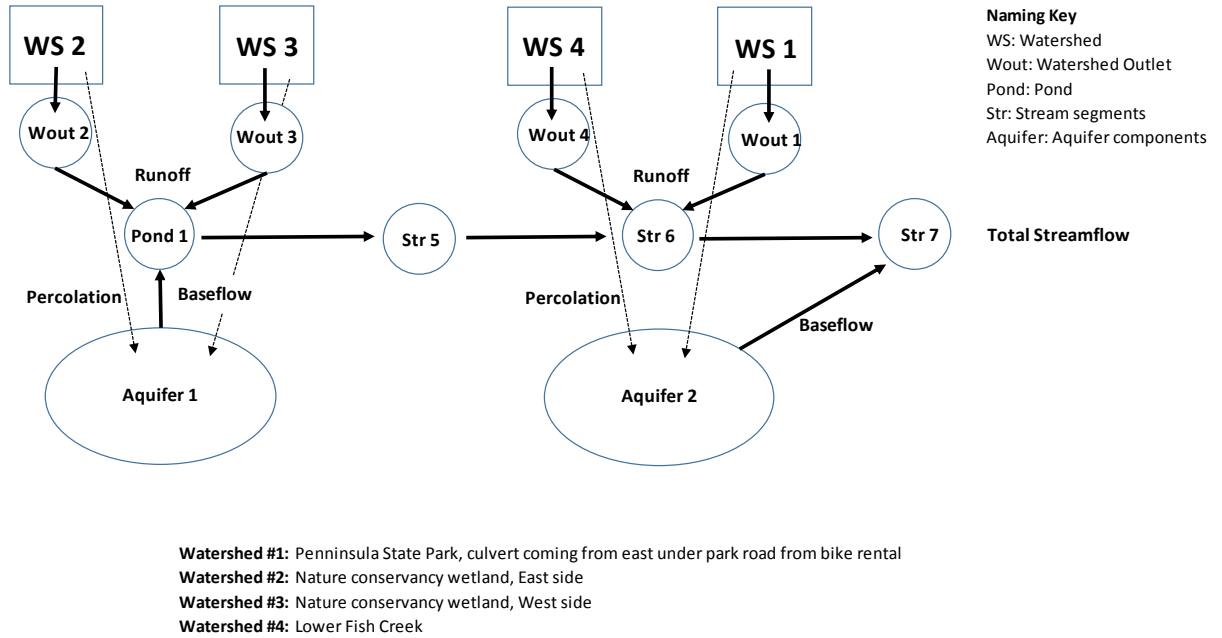 WS 2
WS 3
WS 4
WS 1
Naming Key
WS: Watershed
Wout: Watershed Outlet
Pond: Pond
Str: Stream segments
Aquifer: Aquifer components
Wout 2
Wout 3
Wout 4
Wout 1
Runoff
Runoff
Pond 1
Str 5
Str 6
Str 7
Total Streamflow
Percolation
Baseflow
Percolation
Baseflow
Aquifer 1
Aquifer 2
Watershed #1: Penninsula State Park, culvert coming from east under park road from bike rental
Watershed #2: Nature conservancy wetland, East side
Watershed #3: Nature conservancy wetland, West side
Watershed #4: Lower Fish Creek